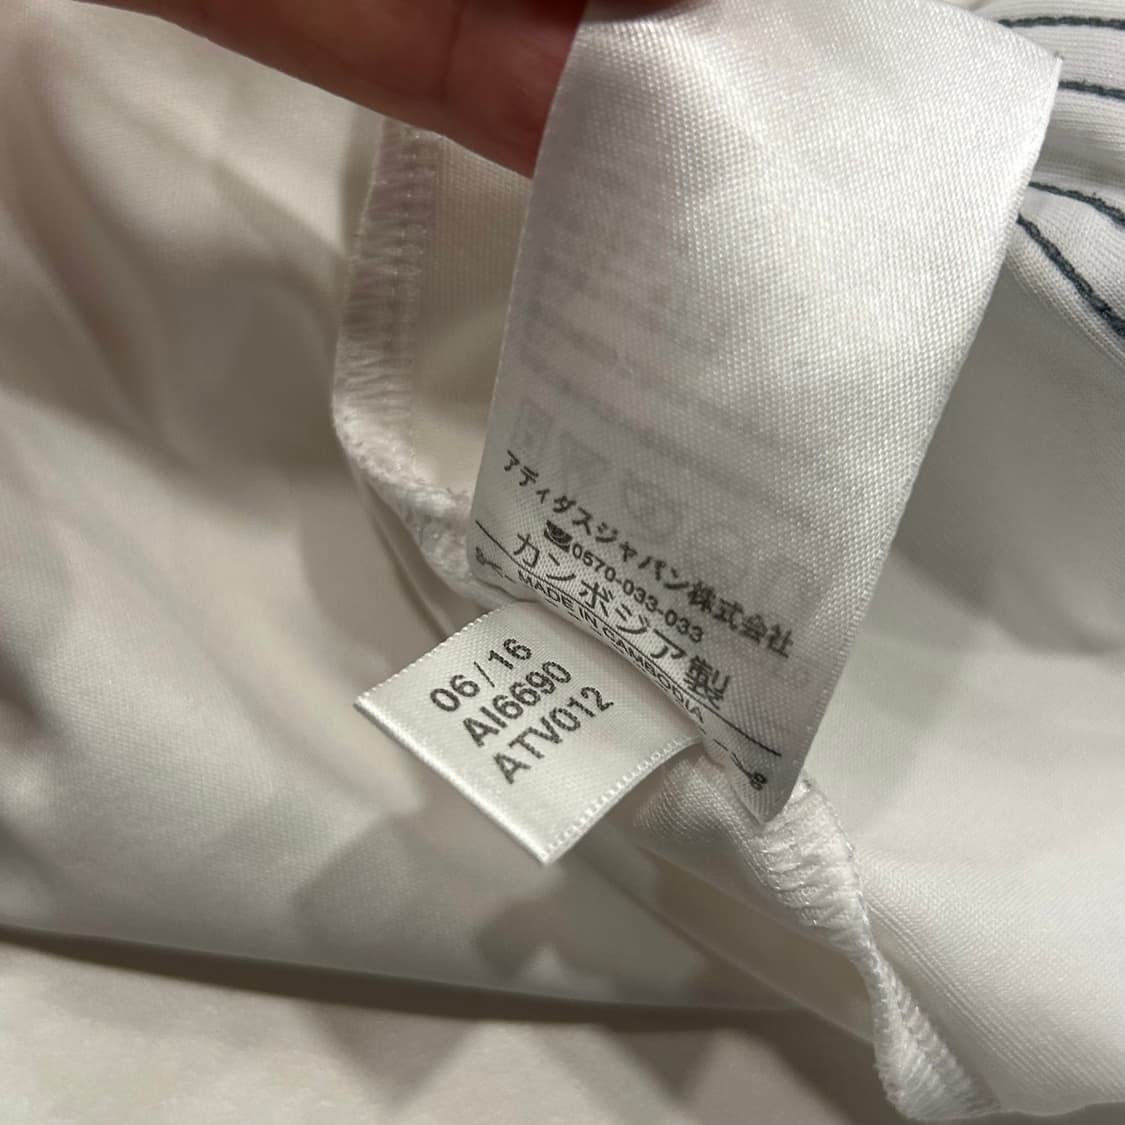 アディダスジャパン株式会社
0570-033-033
カンボジア製
MADE IN CAMBODIA
06/16
AI6690
ATV012